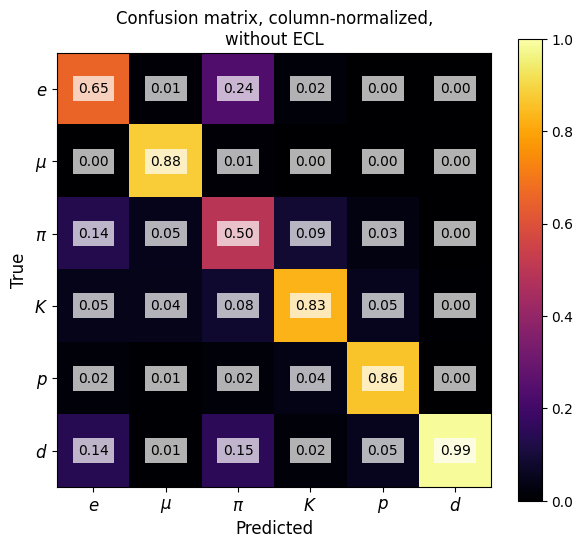 Confusion matrix, column-normalized,
without ECL
True
e 0.65 0.01 0.24 0.02 0.00 0.00
μ 0.00 0.88 0.01 0.00 0.00 0.00
π 0.14 0.05 0.50 0.09 0.03 0.00
K 0.05 0.04 0.08 0.83 0.05 0.00
p 0.02 0.01 0.02 0.04 0.86 0.00
d 0.14 0.01 0.15 0.02 0.05 0.99
e μ π K p d
Predicted
1.0
0.8
0.6
0.4
0.2
0.0